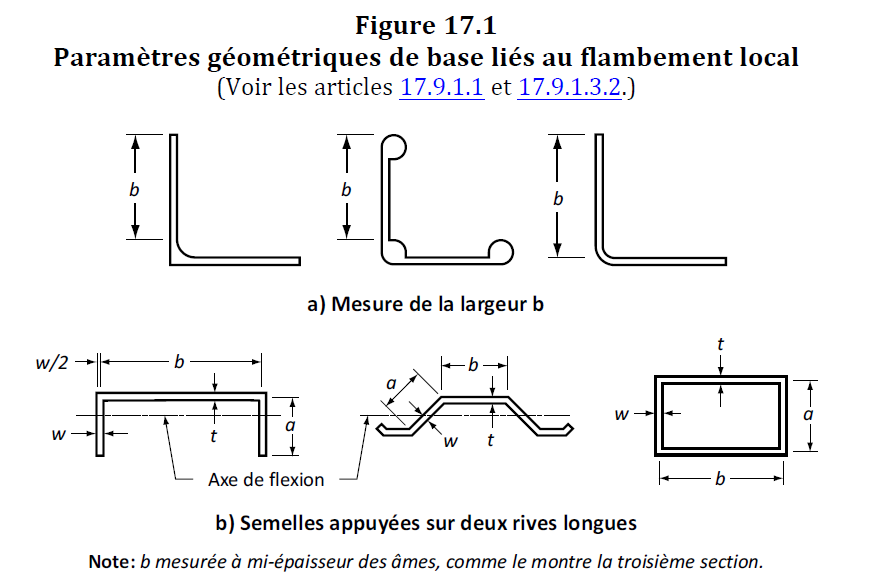 Figure 17.1
Paramètres géométriques de base liés au flambement local
(Voir les articles 17.9.1.1 et 17.9.1.3.2.)
b
b
b
a) Mesure de la largeur b
w/2
b
w
t
a
a
b
w
t
t
w
a
b
Axe de flexion
b) Semelles appuyées sur deux rives longues
Note: b mesurée à mi-épaisseur des âmes, comme le montre la troisième section.